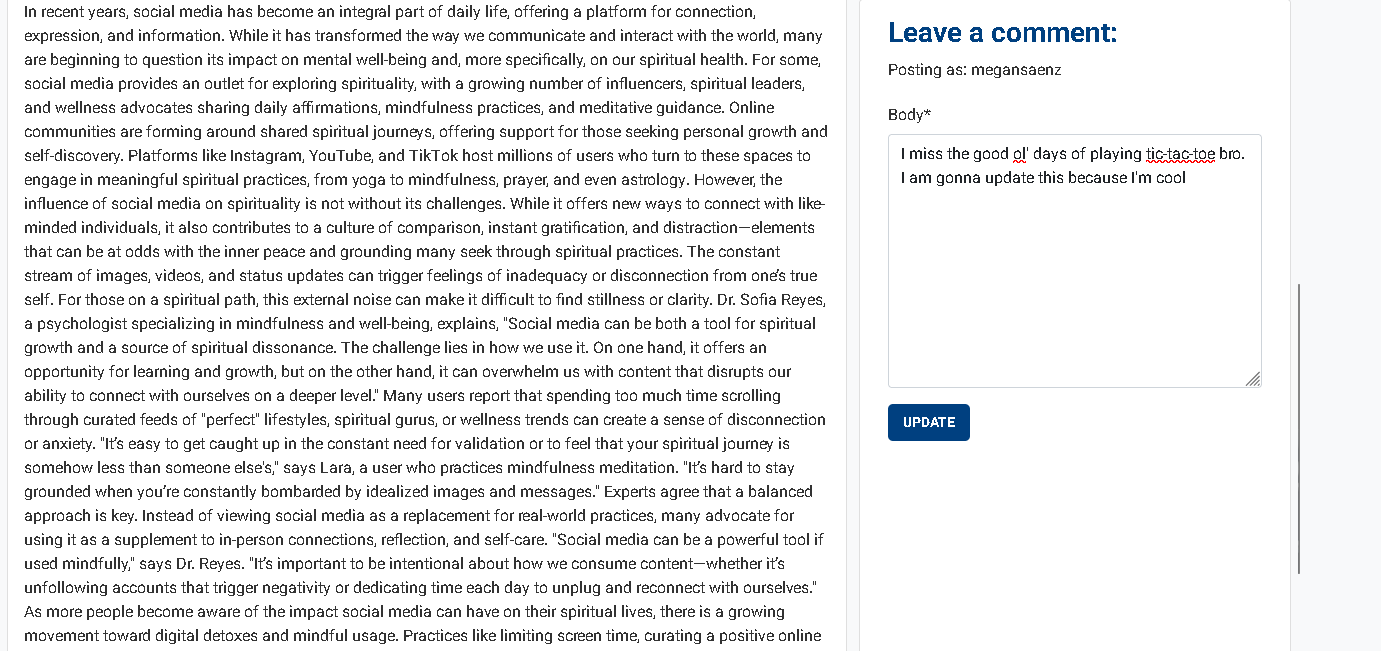 In recent years, social media has become an integral part of daily life, offering a platform for connection,
expression, and information. While it has transformed the way we communicate and interact with the world, many
are beginning to question its impact on mental well-being and, more specifically, on our spiritual health. For some,
social media provides an outlet for exploring spirituality, with a growing number of influencers, spiritual leaders,
and wellness advocates sharing daily affirmations, mindfulness practices, and meditative guidance. Online
communities are forming around shared spiritual journeys, offering support for those seeking personal growth and
self-discovery. Platforms like Instagram, YouTube, and TikTok host millions of users who turn to these spaces to
engage in meaningful spiritual practices, from yoga to mindfulness, prayer, and even astrology. However, the
influence of social media on spirituality is not without its challenges. While it offers new ways to connect with like-
minded individuals, it also contributes to a culture of comparison, instant gratification, and distraction—elements
that can be at odds with the inner peace and grounding many seek through spiritual practices. The constant
stream of images, videos, and status updates can trigger feelings of inadequacy or disconnection from one's true
self. For those on a spiritual path, this external noise can make it difficult to find stillness or clarity. Dr. Sofia Reyes,
a psychologist specializing in mindfulness and well-being, explains, "Social media can be both a tool for spiritual
growth and a source of spiritual dissonance. The challenge lies in how we use it. On one hand, it offers an
opportunity for learning and growth, but on the other hand, it can overwhelm us with content that disrupts our
ability to connect with ourselves on a deeper level." Many users report that spending too much time scrolling
through curated feeds of "perfect" lifestyles, spiritual gurus, or wellness trends can create a sense of disconnection
or anxiety. "It's easy to get caught up in the constant need for validation or to feel that your spiritual journey is
somehow less than someone else's," says Lara, a user who practices mindfulness meditation. "It's hard to stay
grounded when you're constantly bombarded by idealized images and messages." Experts agree that a balanced
approach is key. Instead of viewing social media as a replacement for real-world practices, many advocate for
using it as a supplement to in-person connections, reflection, and self-care. "Social media can be a powerful tool if
used mindfully," says Dr. Reyes. "It's important to be intentional about how we consume content—whether it's
unfollowing accounts that trigger negativity or dedicating time each day to unplug and reconnect with ourselves."
As more people become aware of the impact social media can have on their spiritual lives, there is a growing
movement toward digital detoxes and mindful usage. Practices like limiting screen time, curating a positive online
Leave a comment:
Posting as: megansaenz
Body*
I miss the good ol' days of playing tic-tac-toe bro.
I am gonna update this because I'm cool
UPDATE